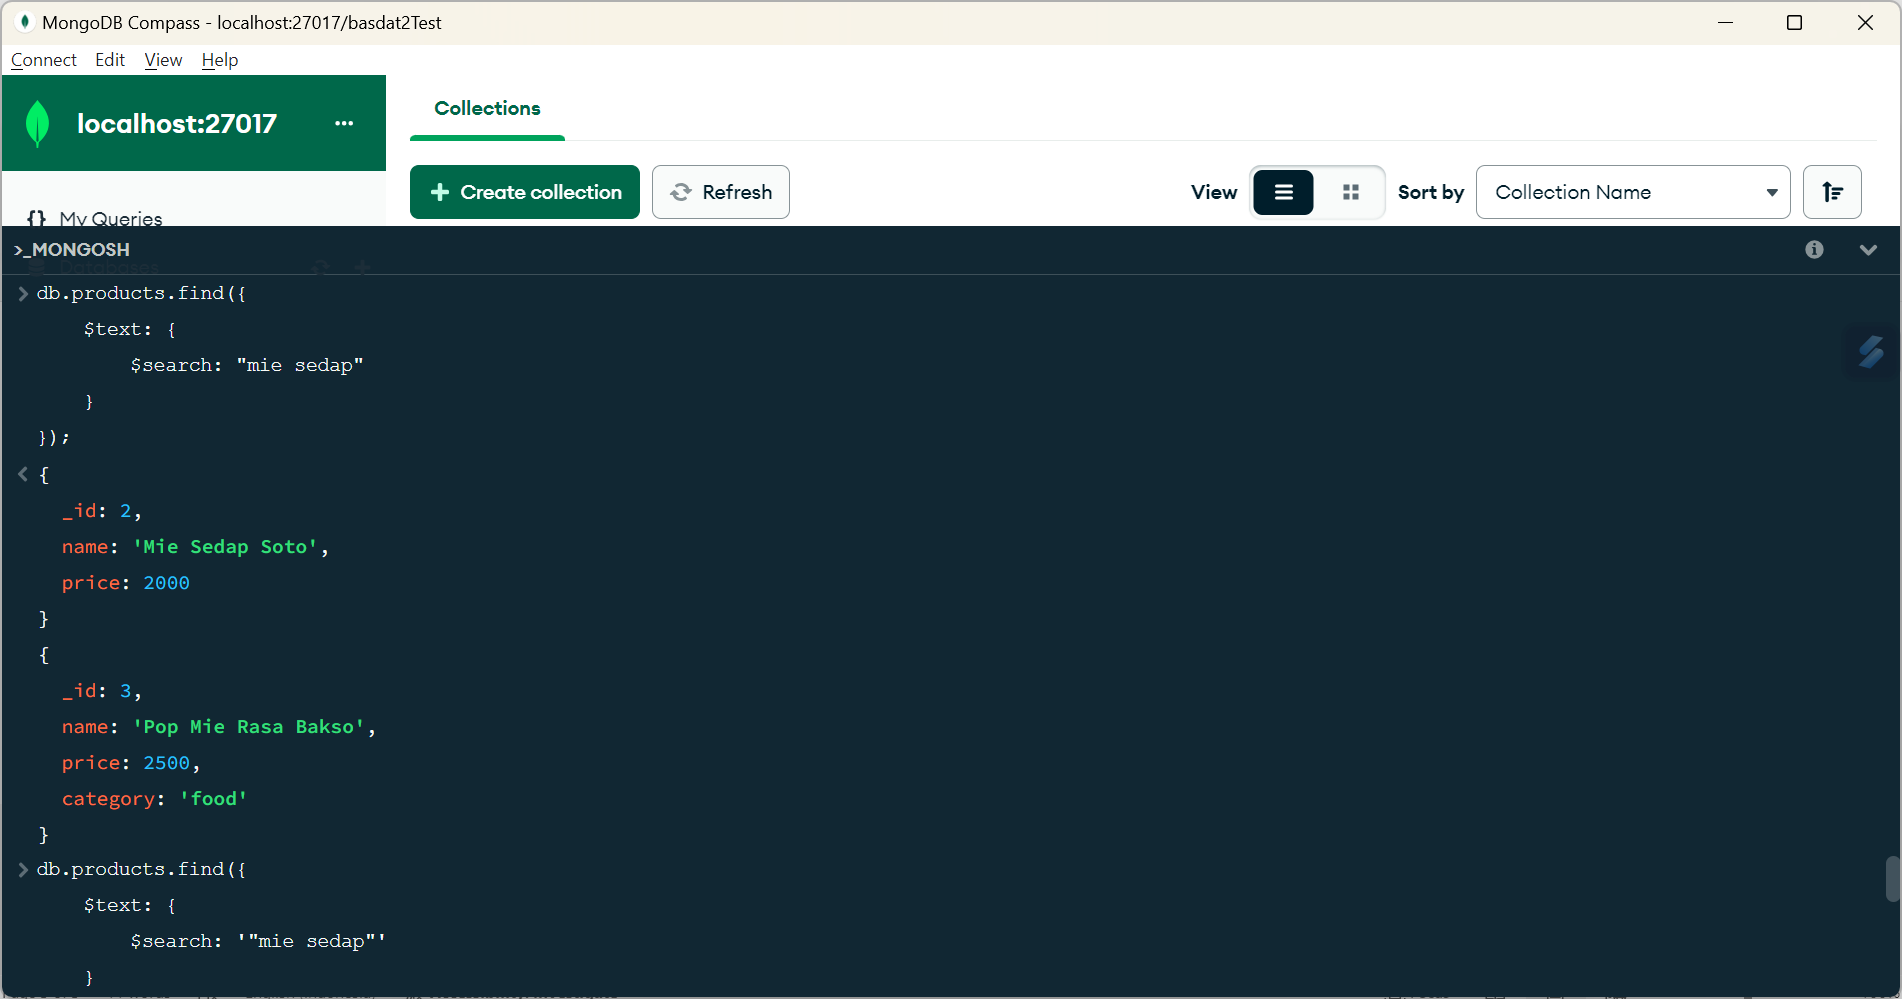 MongoDB Compass - localhost:27017/basdat2Test
Connect Edit View Help
localhost:27017 ...
Collections
+ Create collection
Refresh
View
Sort by
Collection Name
{} My Queries
>_MONGOSH
Databases
db.products.find({
$text: {
$search: "mie sedap"
}
});
{
_id: 2,
name: 'Mie Sedap Soto',
price: 2000
}
{
_id: 3,
name: 'Pop Mie Rasa Bakso',
price: 2500,
category: 'food'
}
db.products.find({
$text: {
$search: '"mie sedap"'
}